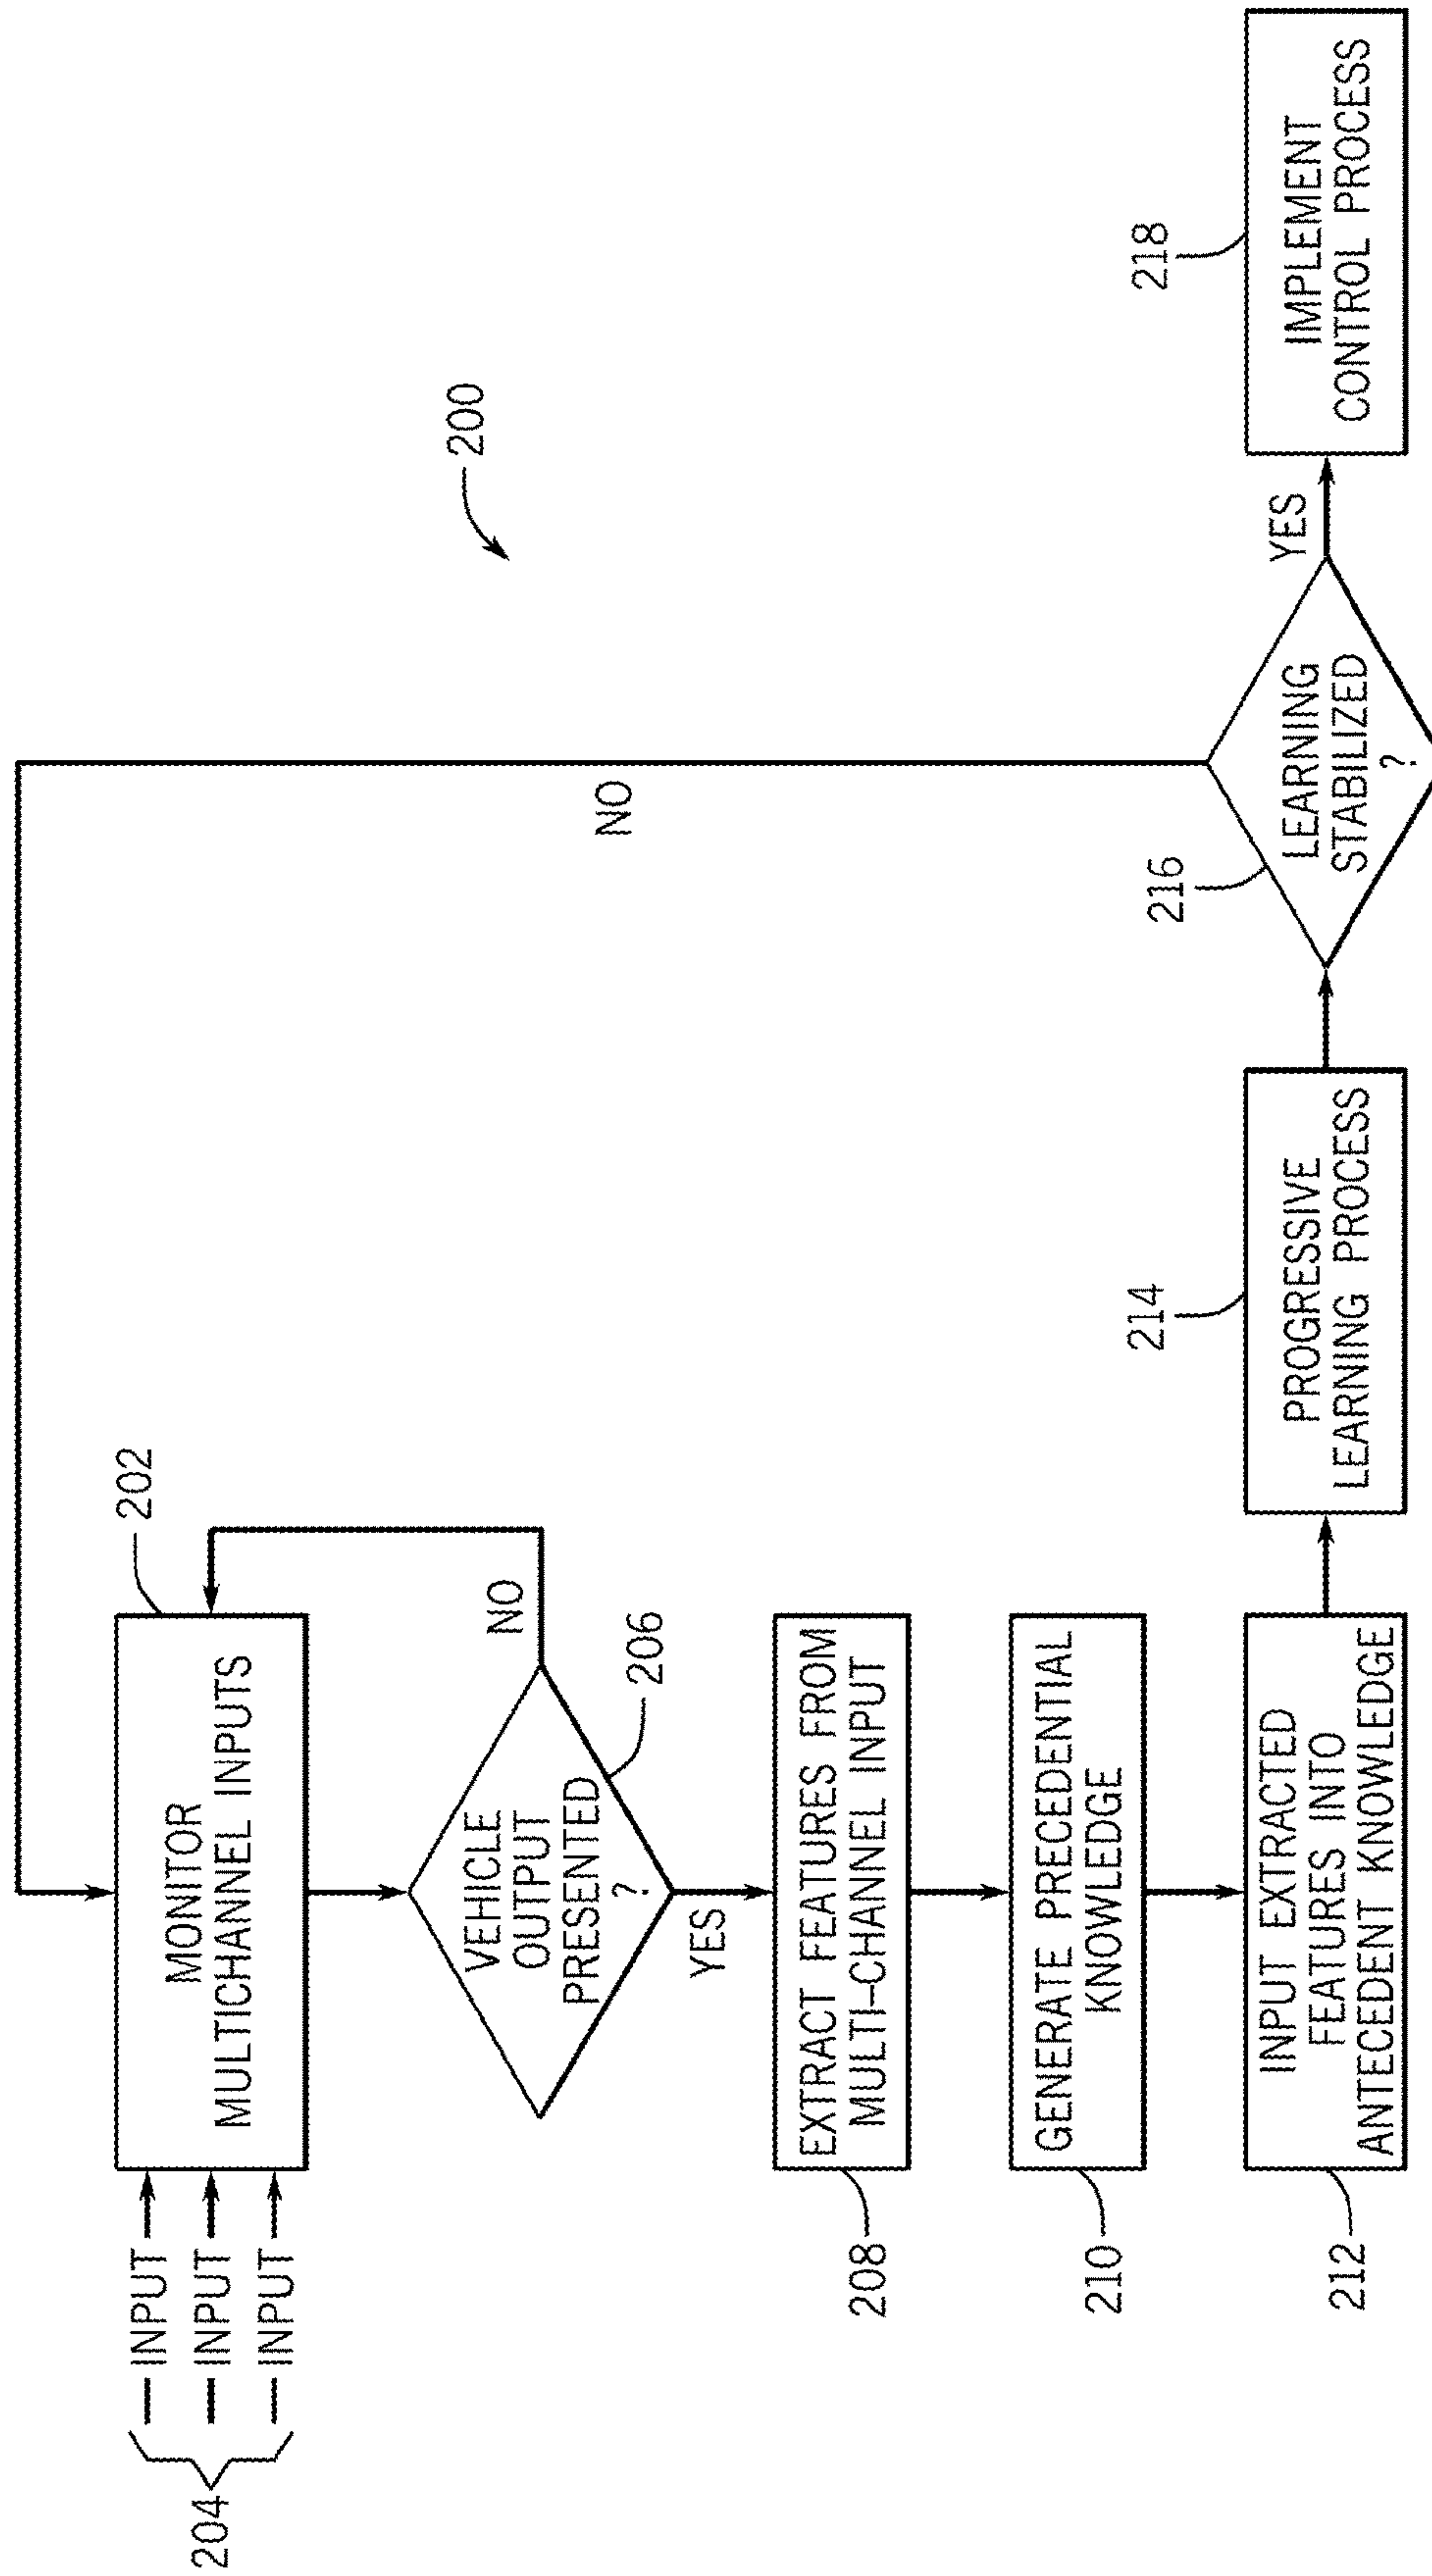 204
INPUT
INPUT
INPUT
202
MONITOR
MULTICHANNEL INPUTS
VEHICLE
OUTPUT
PRESENTED
?
206
NO
YES
208
EXTRACT FEATURES FROM
MULTI-CHANNEL INPUT
210
GENERATE PRECEDENTIAL
KNOWLEDGE
212
INPUT EXTRACTED
FEATURES INTO
ANTECEDENT KNOWLEDGE
214
PROGRESSIVE
LEARNING PROCESS
216
LEARNING
STABILIZED
?
NO
YES
218
IMPLEMENT
CONTROL PROCESS
200